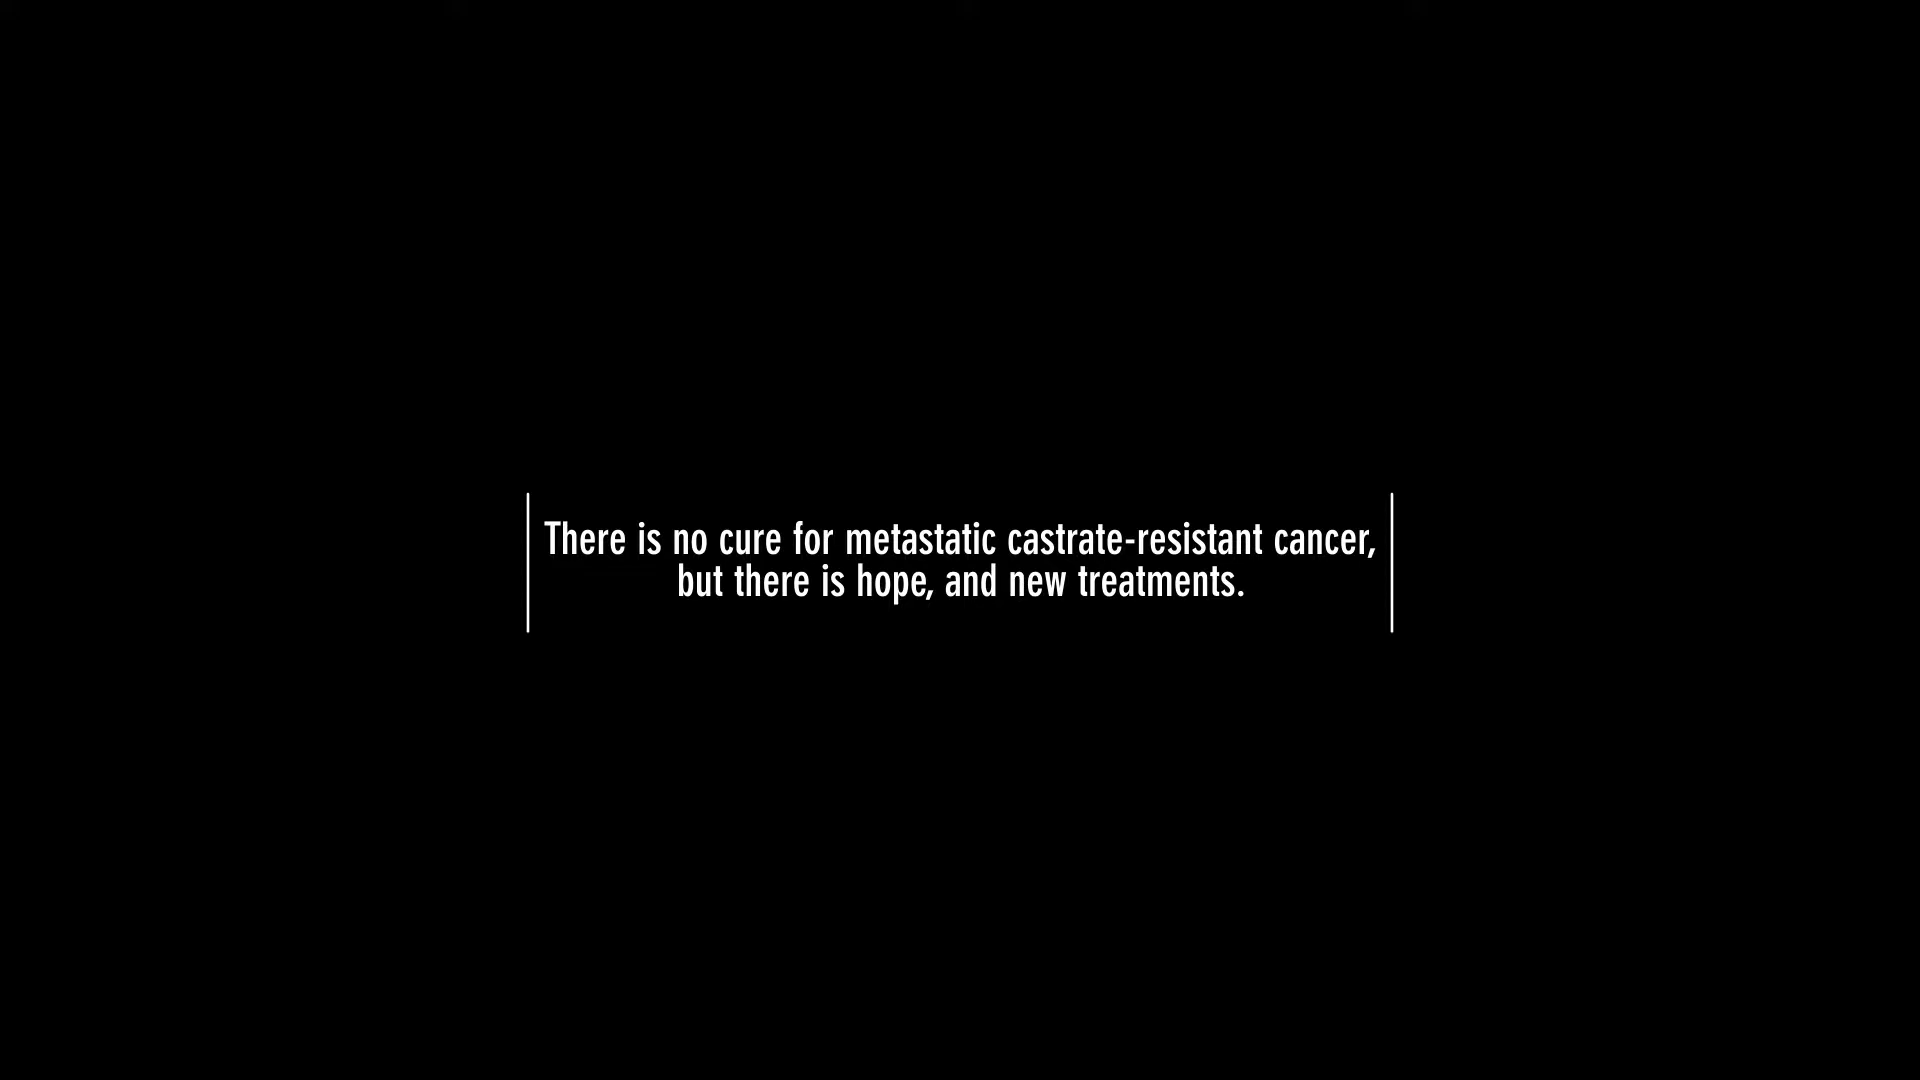 There is no cure for metastatic castrate-resistant cancer,
but there is hope, and new treatments.